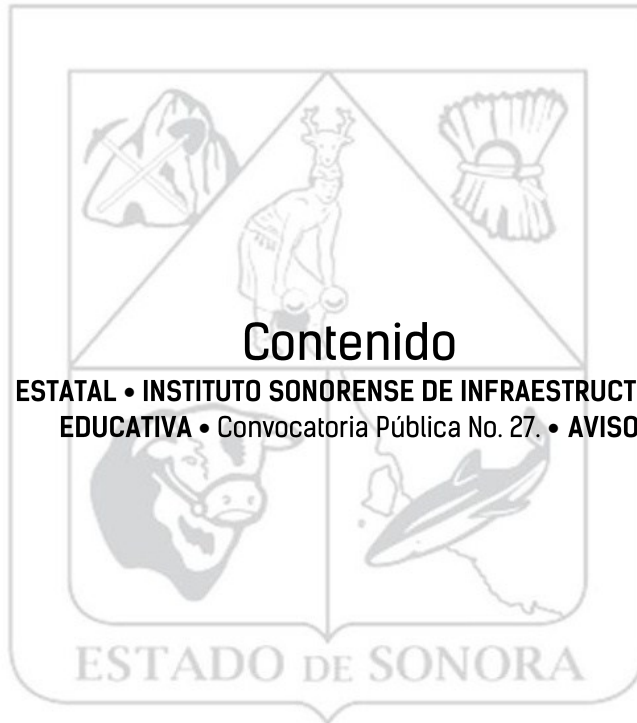 Contenido
ESTATAL • INSTITUTO SONORENSE DE INFRAESTRUCT
EDUCATIVA • Convocatoria Pública No. 27. • AVISO
ESTADO DE SONORA